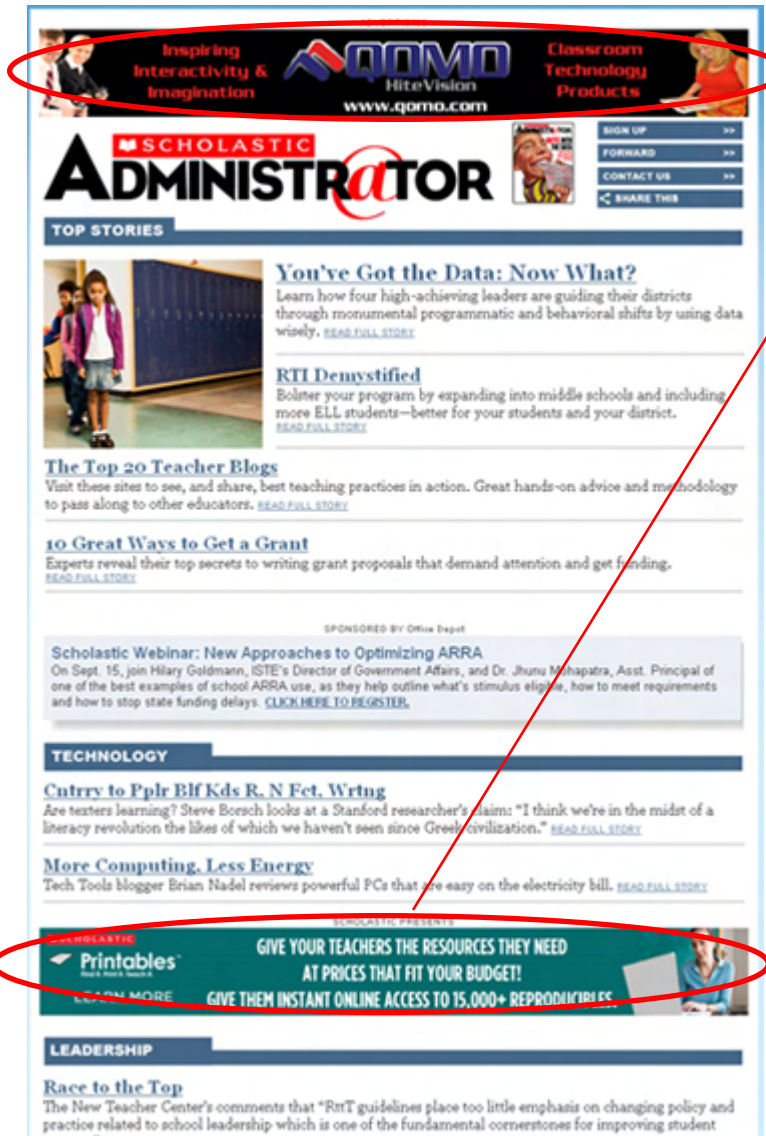 Inspiring
Interactivity &
Imagination
QOMO
HiteVision
www.qomo.com
Classroom
Technology
Products
SCHOLASTIC
ADMINISTR@TOR
SIGN UP >>
FORWARD >>
CONTACT US >>
SHARE THIS
TOP STORIES
You've Got the Data: Now What?
Learn how four high-achieving leaders are guiding their districts
through monumental programmatic and behavioral shifts by using data
wisely. READ FULL STORY
RTI Demystified
Bolster your program by expanding into middle schools and including
more ELL students—better for your students and your district.
READ FULL STORY
The Top 20 Teacher Blogs
Visit these sites to see, and share, best teaching practices in action. Great hands-on advice and methodology
to pass along to other educators. READ FULL STORY
10 Great Ways to Get a Grant
Experts reveal their top secrets to writing grant proposals that demand attention and get funding.
READ FULL STORY
SPONSORED BY Office Depot
Scholastic Webinar: New Approaches to Optimizing ARRA
On Sept. 15, join Hilary Goldmann, ISTE's Director of Government Affairs, and Dr. Jhunu Mohapatra, Asst. Principal of
one of the best examples of school ARRA use, as they help outline what's stimulus eligible, how to meet requirements
and how to stop state funding delays. CLICK HERE TO REGISTER.
TECHNOLOGY
Cntrry to Pplr Blf Kds R, N Fct, Wrtng
Are texters learning? Steve Borsch looks at a Stanford researcher's claim: "I think we're in the midst of a
literacy revolution the likes of which we haven't seen since Greek civilization." READ FULL STORY
More Computing, Less Energy
Tech Tools blogger Brian Nadel reviews powerful PCs that are easy on the electricity bill. READ FULL STORY
SCHOLASTIC PRESENTS
SCHOLASTIC
Printables
Find it. Print it. Teach it.
LEARN MORE
GIVE YOUR TEACHERS THE RESOURCES THEY NEED
AT PRICES THAT FIT YOUR BUDGET!
GIVE THEM INSTANT ONLINE ACCESS TO 15,000+ REPRODUCIBLES
LEADERSHIP
Race to the Top
The New Teacher Center's comments that "RttT guidelines place too little emphasis on changing policy and
practice related to school leadership which is one of the fundamental cornerstones for improving student